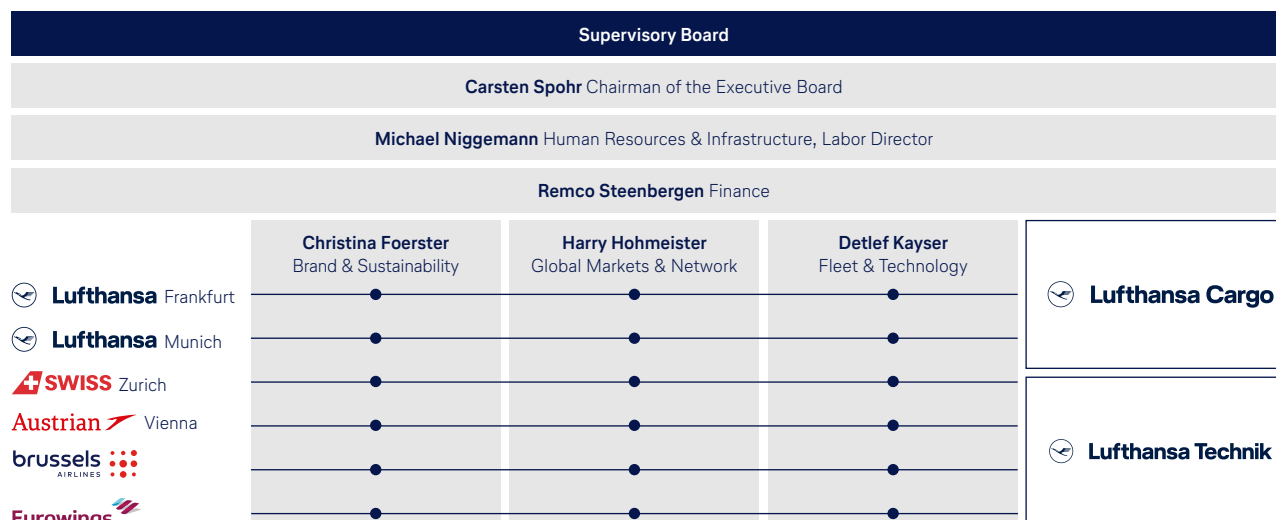 Supervisory Board
Carsten Spohr Chairman of the Executive Board
Michael Niggemann Human Resources & Infrastructure, Labor Director
Remco Steenbergen Finance
Christina Foerster
Brand & Sustainability
Harry Hohmeister
Global Markets & Network
Detlef Kayser
Fleet & Technology
Lufthansa Frankfurt
Lufthansa Munich
SWISS Zurich
Austrian Vienna
brussels
AIRLINES
Eurowings
Lufthansa Cargo
Lufthansa Technik